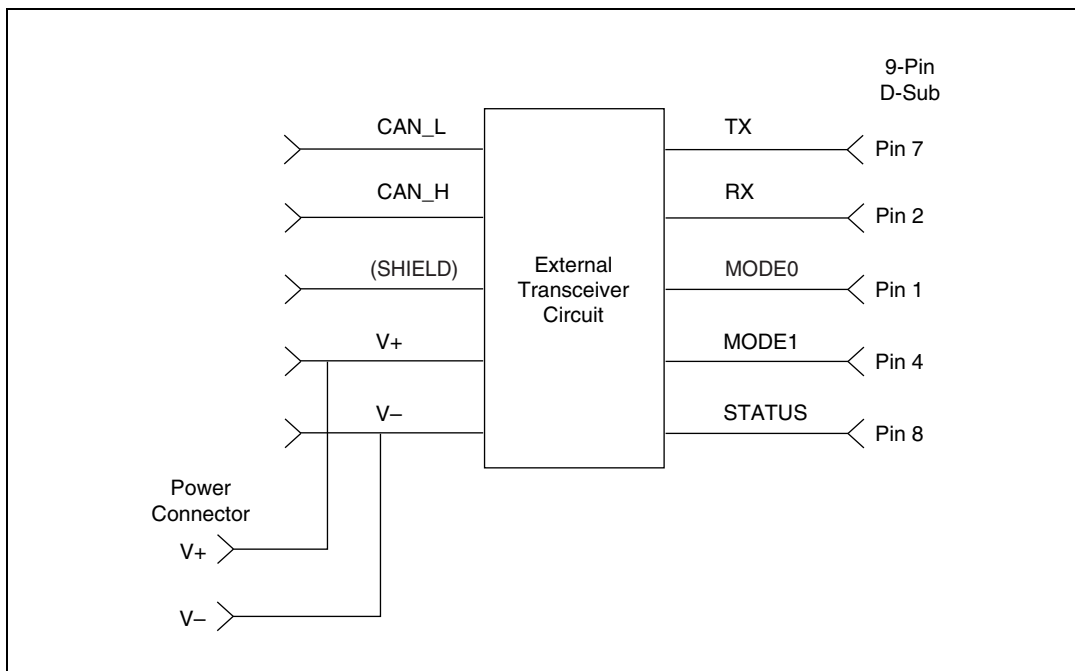 9-Pin
D-Sub
CAN_L
TX
Pin 7
CAN_H
RX
Pin 2
(SHIELD)
External
Transceiver
Circuit
MODE0
Pin 1
V+
MODE1
Pin 4
V–
STATUS
Pin 8
Power
Connector
V+
V–